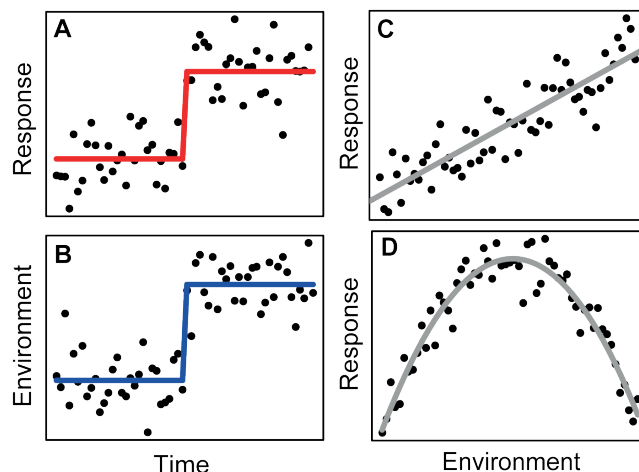 A
Response
B
Environment
Time
C
Response
D
Response
Environment